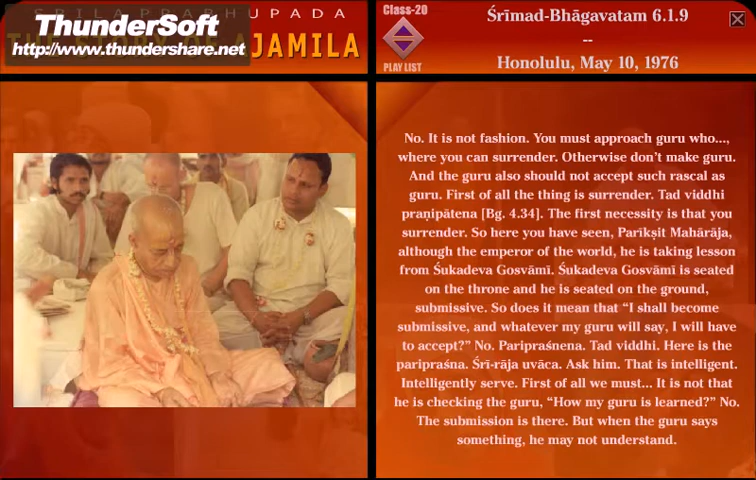 SRILA PRABHUPADA
THE STORY OF AJAMILA
ThunderSoft
http://www.thundershare.net
Class-20
PLAY LIST
Śrīmad-Bhāgavatam 6.1.9
--
Honolulu, May 10, 1976
No. It is not fashion. You must approach guru who...,
where you can surrender. Otherwise don't make guru.
And the guru also should not accept such rascal as
guru. First of all the thing is surrender. Tad viddhi
praṇipātena [Bg. 4.34]. The first necessity is that you
surrender. So here you have seen, Parīkṣit Mahārāja,
although the emperor of the world, he is taking lesson
from Śukadeva Gosvāmī. Śukadeva Gosvāmī is seated
on the throne and he is seated on the ground,
submissive. So does it mean that “I shall become
submissive, and whatever my guru will say, I will have
to accept?” No. Paripraśnena. Tad viddhi. Here is the
paripraśna. Śrī-rāja uvāca. Ask him. That is intelligent.
Intelligently serve. First of all we must... It is not that
he is checking the guru, “How my guru is learned?” No.
The submission is there. But when the guru says
something, he may not understand.